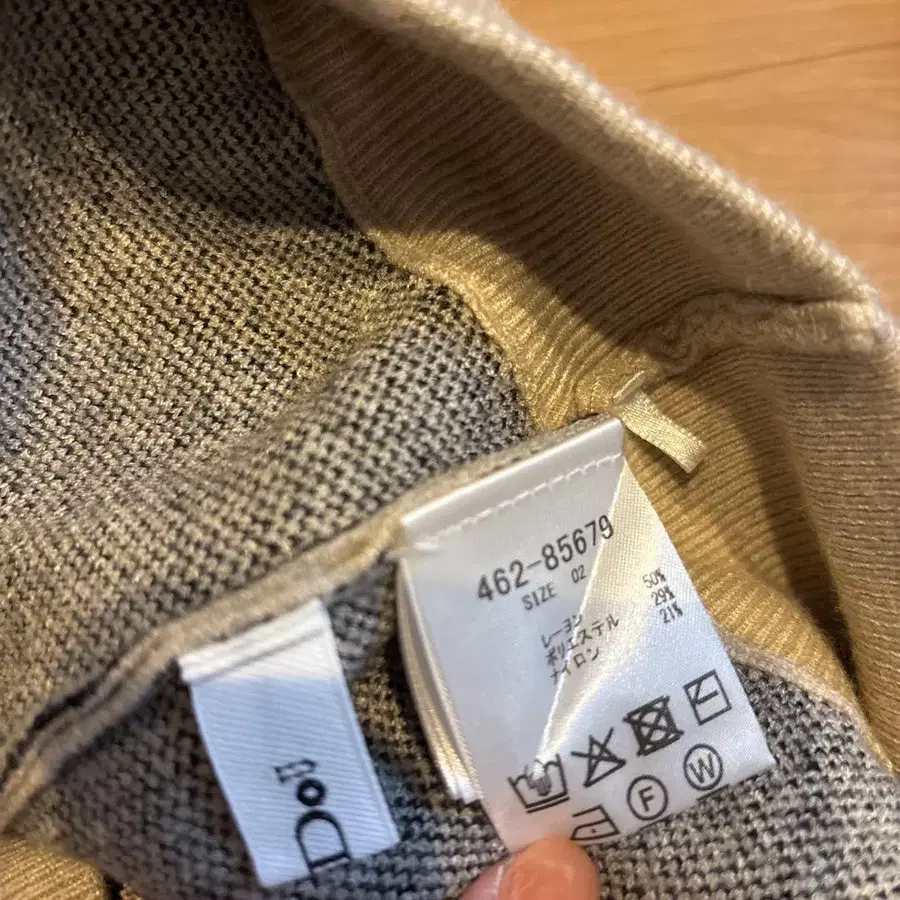 462-85679
SIZE 02
レーヨン 50%
ポリエステル 29%
ナイロン 21%
F W